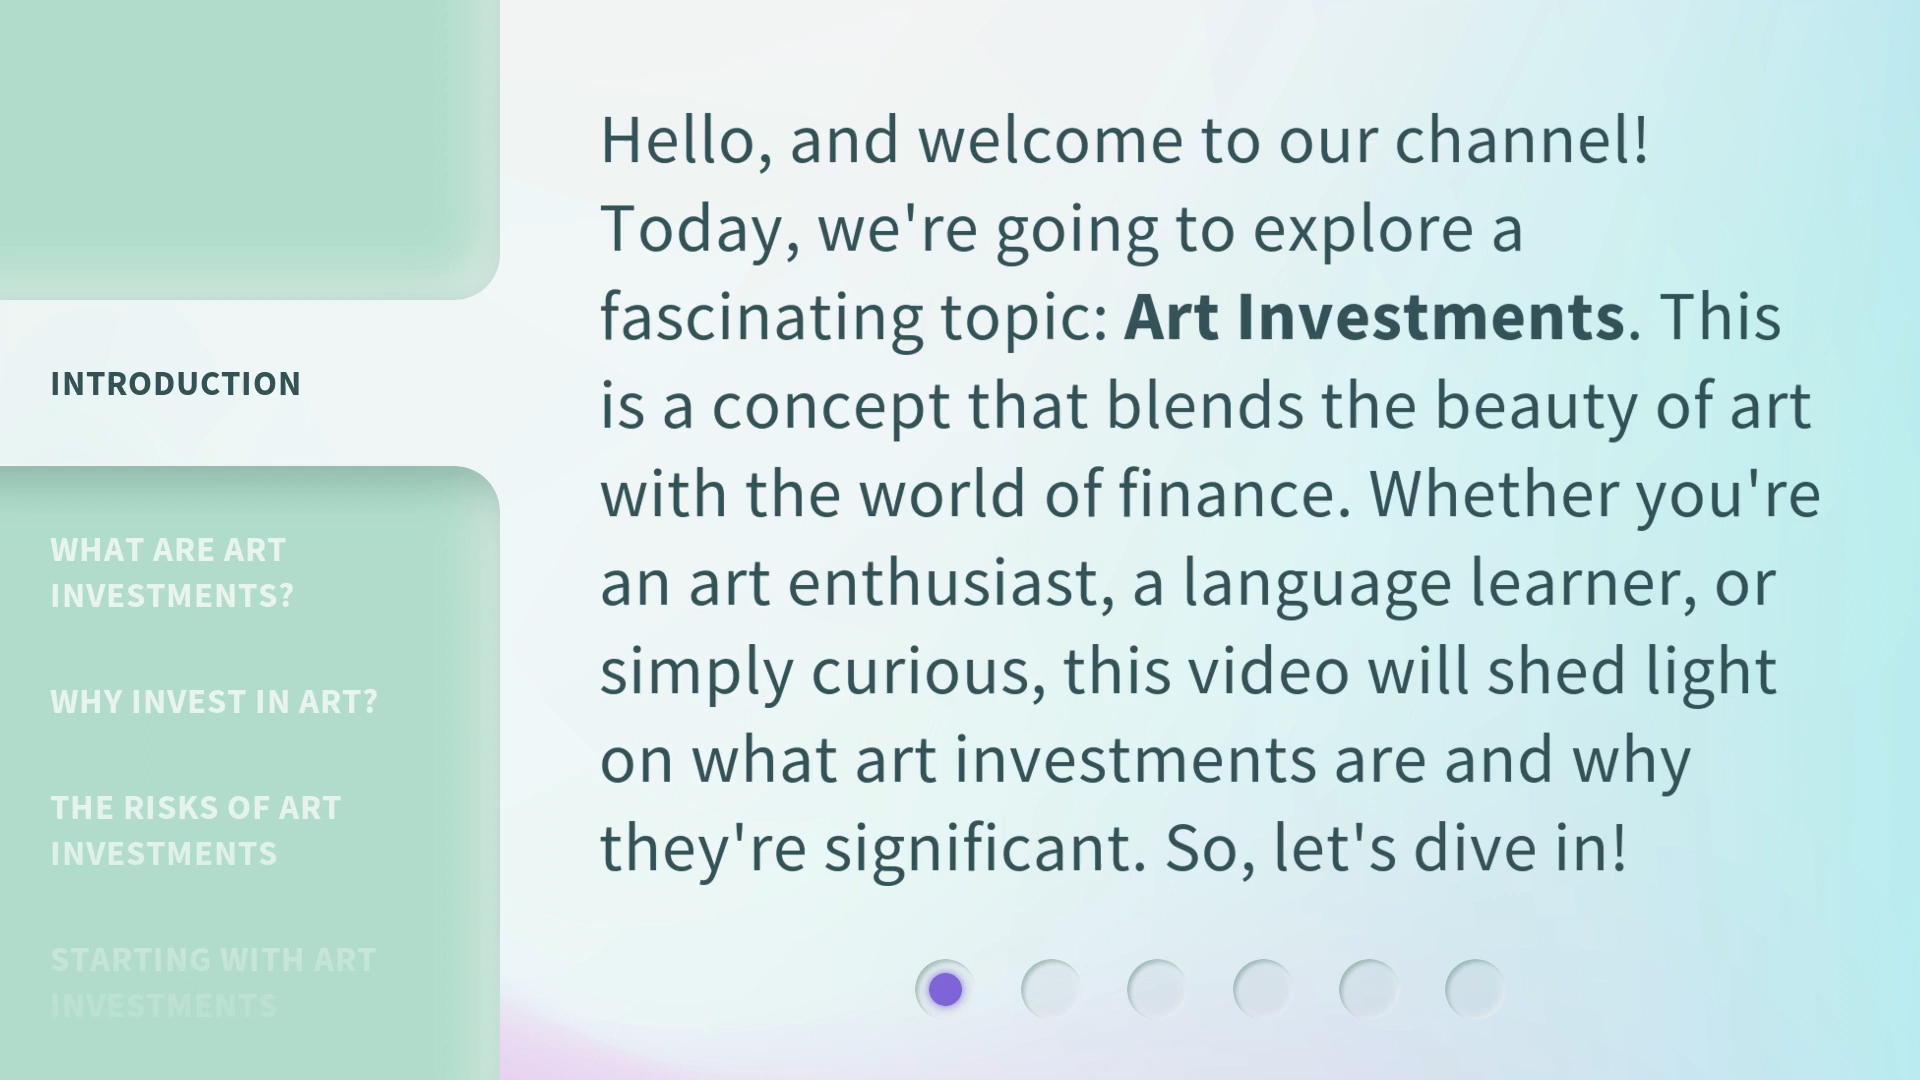 INTRODUCTION
WHAT ARE ART
INVESTMENTS?
WHY INVEST IN ART?
THE RISKS OF ART
INVESTMENTS
STARTING WITH ART
INVESTMENTS
Hello, and welcome to our channel!
Today, we're going to explore a
fascinating topic: Art Investments. This
is a concept that blends the beauty of art
with the world of finance. Whether you're
an art enthusiast, a language learner, or
simply curious, this video will shed light
on what art investments are and why
they're significant. So, let's dive in!